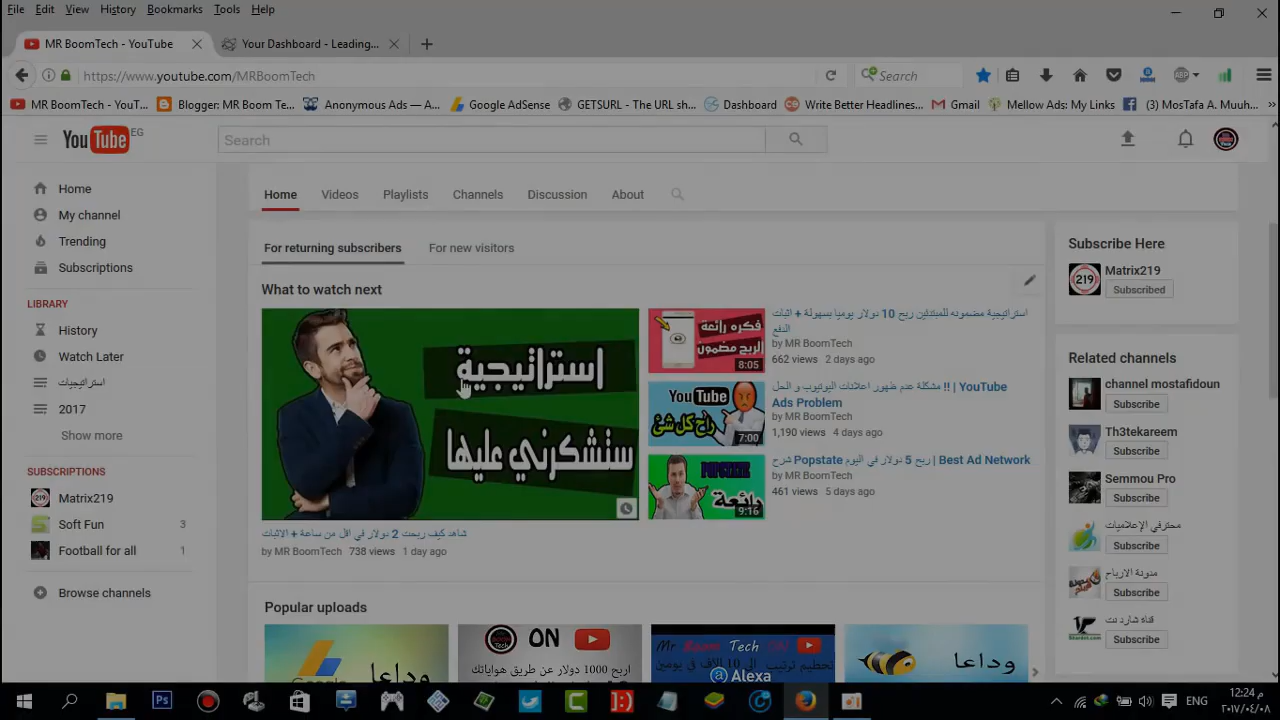 File Edit View History Bookmarks Tools Help
MR BoomTech - YouTube
Your Dashboard - Leading...
https://www.youtube.com/MRBoomTech
Search
MR BoomTech - YouT...
Blogger: MR Boom Te...
Anonymous Ads — A...
Google AdSense
GETSURL - The URL sh...
Dashboard
Write Better Headlines...
Gmail
Mellow Ads: My Links
(3) MosTafa A. Muuh...
YouTube EG
Search
Home
My channel
Trending
Subscriptions
LIBRARY
History
Watch Later
استراتيجيات
2017
Show more
SUBSCRIPTIONS
Matrix219
Soft Fun 3
Football for all 1
Browse channels
Home Videos Playlists Channels Discussion About
For returning subscribers
For new visitors
What to watch next
استراتيجية
ستشكرني عليها
شاهد كيف ربحت 2 دولار في اقل من ساعة + الاثبات
by MR BoomTech 738 views 1 day ago
فكره رائعة
الربح مضمون
8:05
استراتيجية مضمونه للمبتدئين ربح 10 دولار يوميا بسهولة + اثبات
الدفع
by MR BoomTech
662 views 2 days ago
YouTube
راح كل شئ
7:00
مشكلة عدم ظهور اعلانات اليوتيوب و الحل !! | YouTube
Ads Problem
by MR BoomTech
1,190 views 4 days ago
POPSTATE
رائعة
9:16
شرح Popstate ربح 5 دولار في اليوم | Best Ad Network
by MR BoomTech
461 views 5 days ago
Popular uploads
Google
وداعا
ON
اربح 1000 دولار عن طريق هواياتك
Mr Boom Tech ON
تحطيم ترتيب الى 10 الاف في يومين
Alexa
وداعا
Subscribe Here
Matrix219
Subscribed
Related channels
channel mostafidoun
Subscribe
Th3tekareem
Subscribe
Semmou Pro
Subscribe
محترفي الإعلاميات
Subscribe
مدونة الارباح
Subscribe
قناه شارد نت
Subscribe
ENG
12:24 م
٢٠١٧/٠٤/٠٨